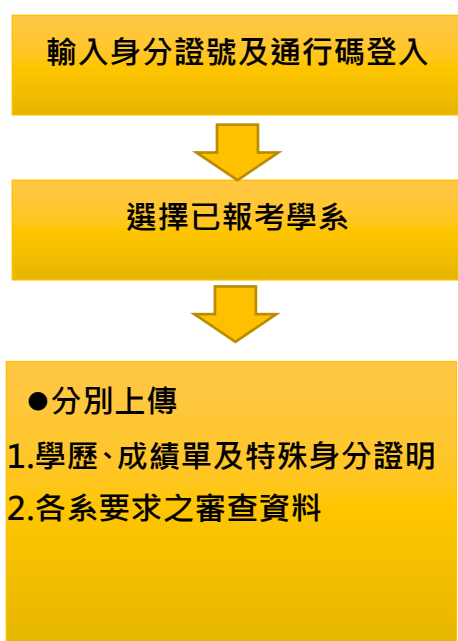 輸入身分證號及通行碼登入
選擇已報考學系
●分別上傳
1.學歷、成績單及特殊身分證明
2.各系要求之審查資料